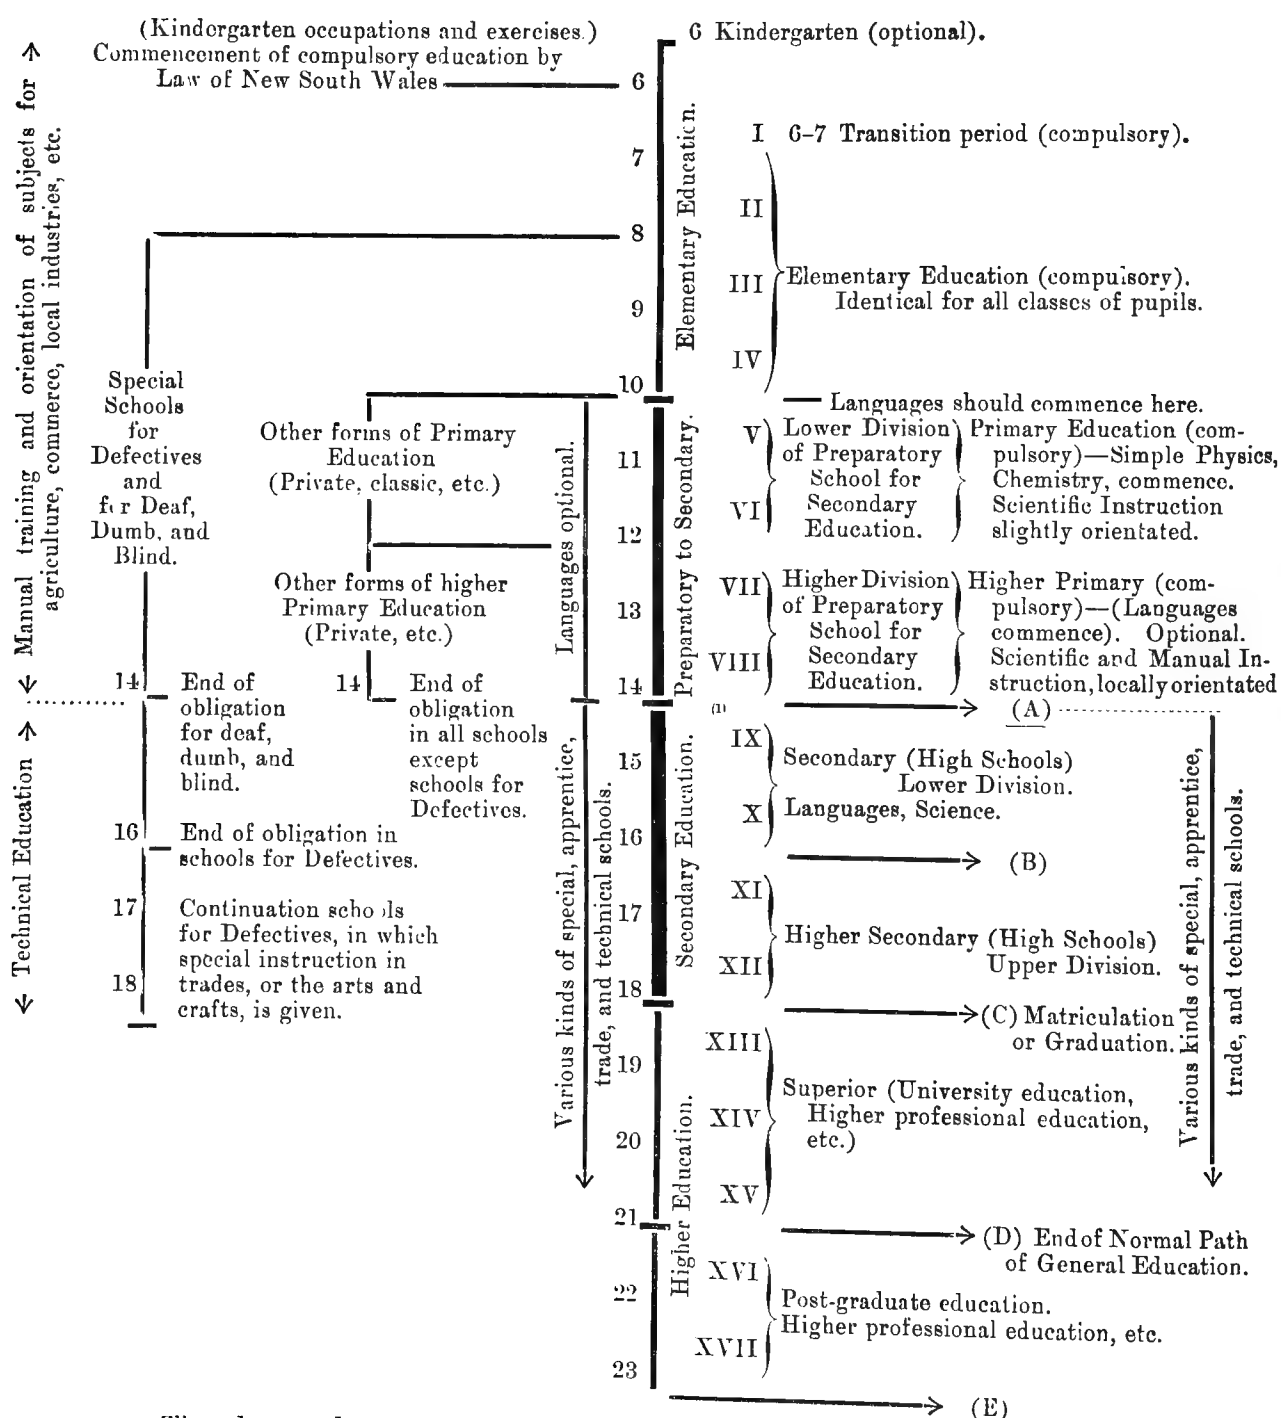 (Kindergarten occupations and exercises.)
Commencement of compulsory education by
Law of New South Wales
6 Kindergarten (optional).
6
7
8
9
10
11
12
13
14
15
16
17
18
19
20
21
22
23
Manual training and orientation of subjects for
agriculture, commerce, local industries, etc.
Technical Education
Special
Schools
for
Defectives
and
for Deaf,
Dumb, and
Blind.
14
End of
obligation
for deaf,
dumb, and
blind.
16
End of obligation in
schools for Defectives.
17
18
Continuation schools
for Defectives, in which
special instruction in
trades, or the arts and
crafts, is given.
Other forms of Primary
Education
(Private, classic, etc.)
Other forms of higher
Primary Education
(Private, etc.)
14
End of
obligation
in all schools
except
schools for
Defectives.
Languages optional.
Various kinds of special, apprentice,
trade, and technical schools.
Elementary Education.
Preparatory to Secondary.
Secondary Education.
Higher Education.
I 6-7 Transition period (compulsory).
II
III
IV
Elementary Education (compulsory).
Identical for all classes of pupils.
Languages should commence here.
V
VI
Lower Division
of Preparatory
School for
Secondary
Education.
Primary Education (com-
pulsory)—Simple Physics,
Chemistry, commence.
Scientific Instruction
slightly orientated.
VII
VIII
Higher Division
of Preparatory
School for
Secondary
Education.
Higher Primary (com-
pulsory)—(Languages
commence). Optional.
Scientific and Manual In-
struction, locally orientated
(1)
(A)
IX
X
Secondary (High Schools)
Lower Division.
Languages, Science.
(B)
XI
XII
Higher Secondary (High Schools)
Upper Division.
(C) Matriculation
or Graduation.
XIII
XIV
XV
Superior (University education,
Higher professional education,
etc.)
Various kinds of special, apprentice,
trade, and technical schools.
(D) End of Normal Path
of General Education.
XVI
XVII
Post-graduate education.
Higher professional education, etc.
(E)